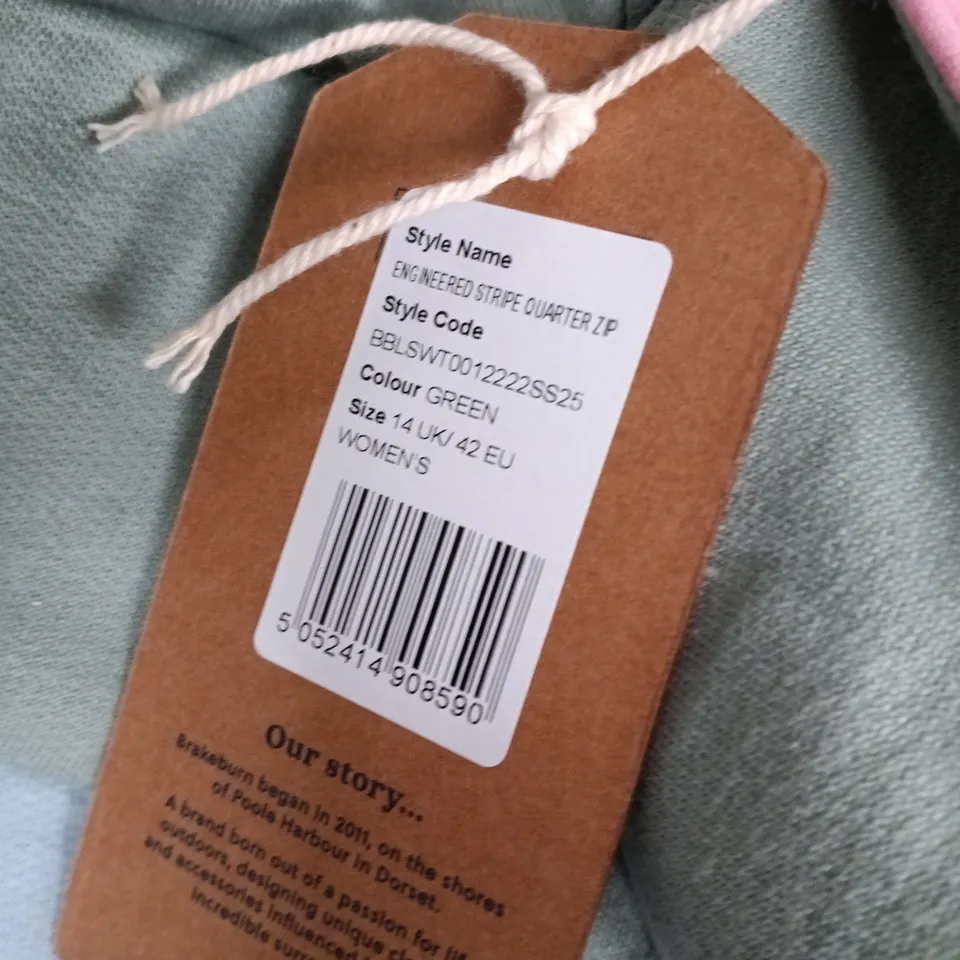 Style Name
ENGINEERED STRIPE QUARTER ZIP
Style Code
BBLSWT0012222SS25
Colour GREEN
Size 14 UK/ 42 EU
WOMEN'S
5 052414 908590
Our story...
Brakeburn began in 2011, on the shores
of Poole Harbour in Dorset.
A brand born out of a passion for
outdoors, designing unique
and accessories influenced
incredible